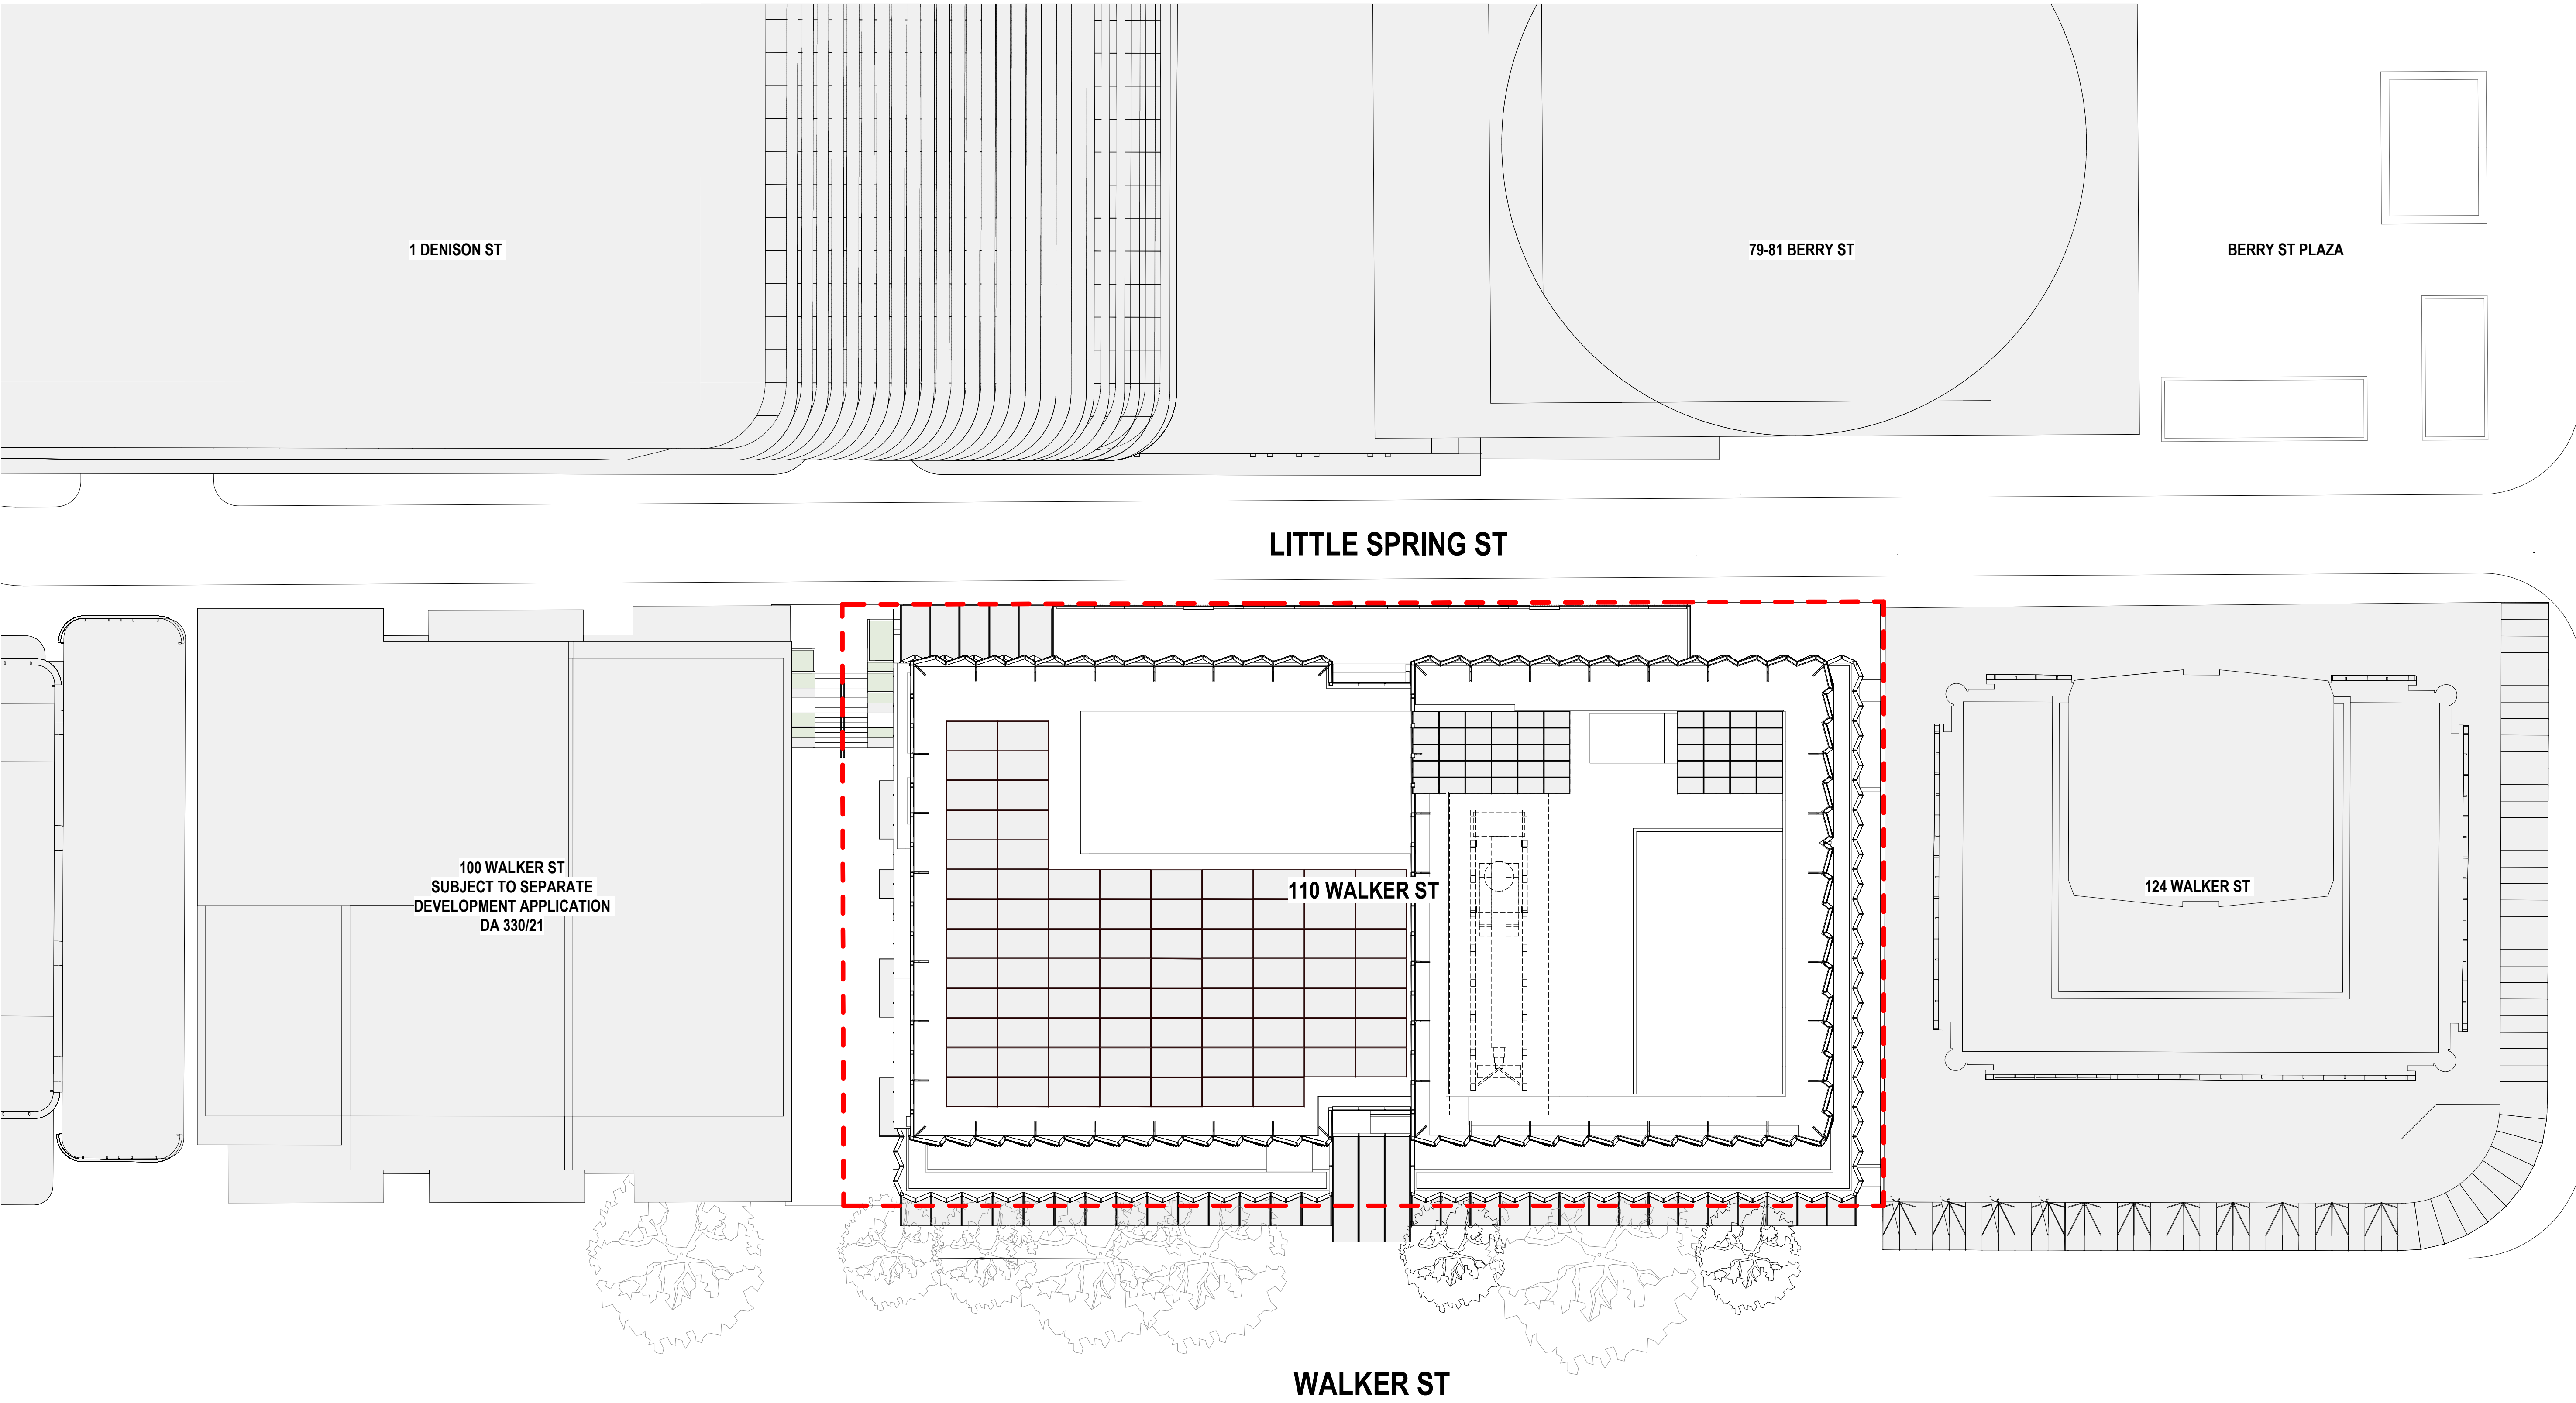 1 DENISON ST
79-81 BERRY ST
BERRY ST PLAZA
LITTLE SPRING ST
100 WALKER ST
SUBJECT TO SEPARATE
DEVELOPMENT APPLICATION
DA 330/21
110 WALKER ST
124 WALKER ST
WALKER ST